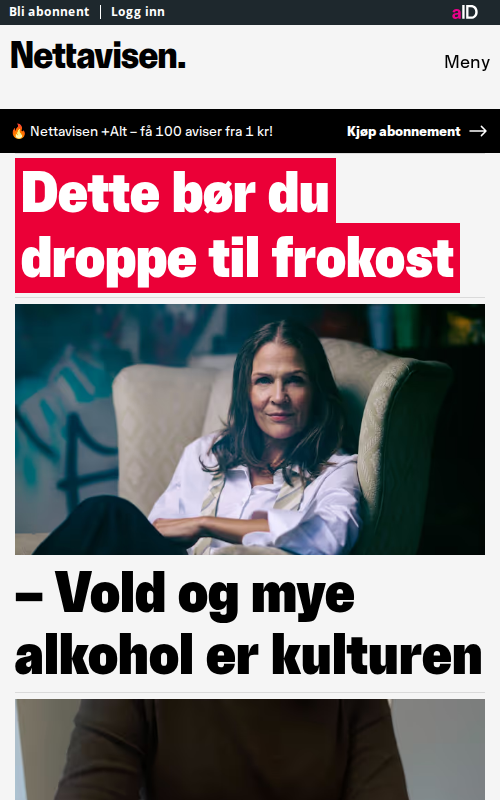 Bli abonnent | Logg inn
aID
Nettavisen.
Meny
🔥 Nettavisen +Alt – få 100 aviser fra 1 kr!
Kjøp abonnement →
Dette bør du
droppe til frokost
– Vold og mye
alkohol er kulturen